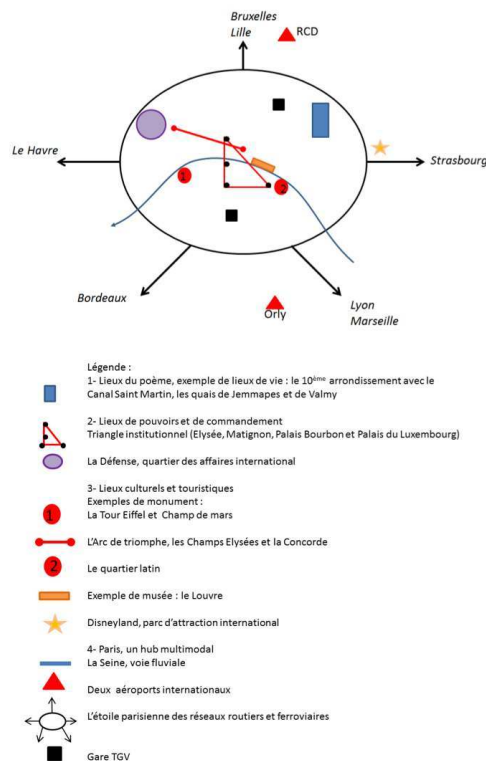 Bruxelles
Lille
RCD
Le Havre
Strasbourg
1
2
Bordeaux
Orly
Lyon
Marseille
Légende :
1- Lieux du poème, exemple de lieux de vie : le 10ème arrondissement avec le
Canal Saint Martin, les quais de Jemmapes et de Valmy
2- Lieux de pouvoirs et de commandement
Triangle institutionnel (Elysée, Matignon, Palais Bourbon et Palais du Luxembourg)
La Défense, quartier des affaires international
3- Lieux culturels et touristiques
Exemples de monument :
1
La Tour Eiffel et Champ de mars
L'Arc de triomphe, les Champs Elysées et la Concorde
2
Le quartier latin
Exemple de musée : le Louvre
Disneyland, parc d'attraction international
4- Paris, un hub multimodal
La Seine, voie fluviale
Deux aéroports internationaux
L'étoile parisienne des réseaux routiers et ferroviaires
Gare TGV